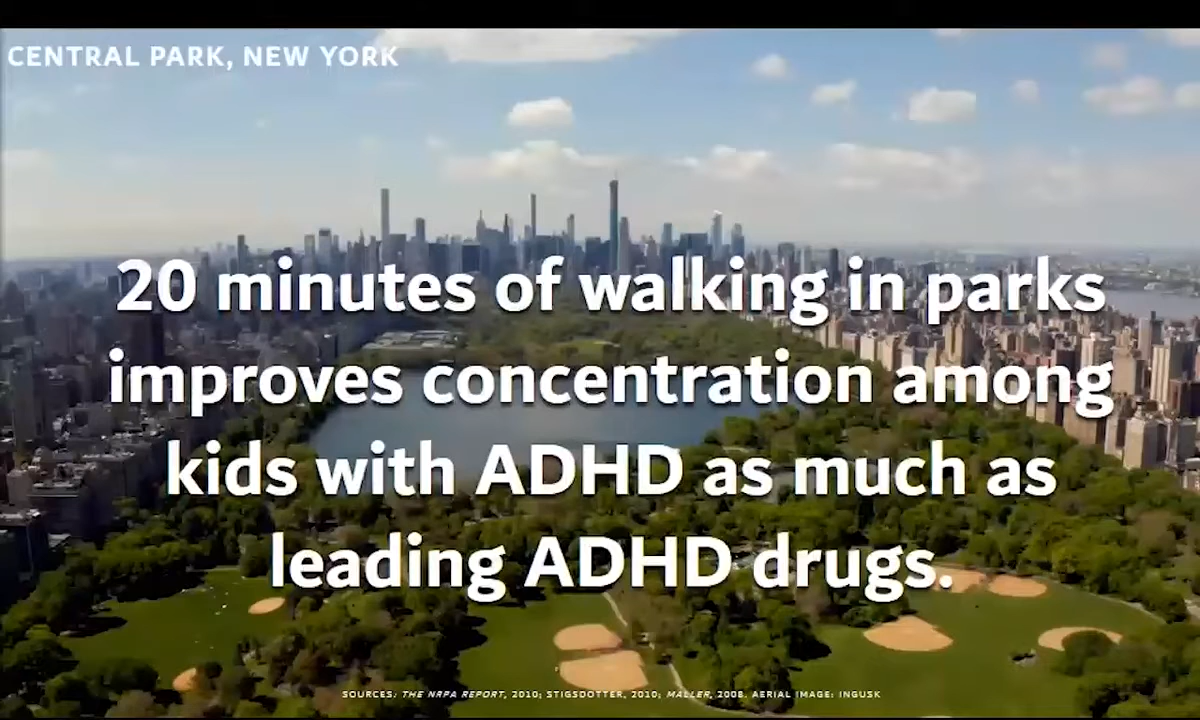 CENTRAL PARK, NEW YORK
20 minutes of walking in parks
improves concentration among
kids with ADHD as much as
leading ADHD drugs.
SOURCES: THE NRPA REPORT, 2010; STIGSDOTTER, 2010; MALLER, 2008. AERIAL IMAGE: INGUSK